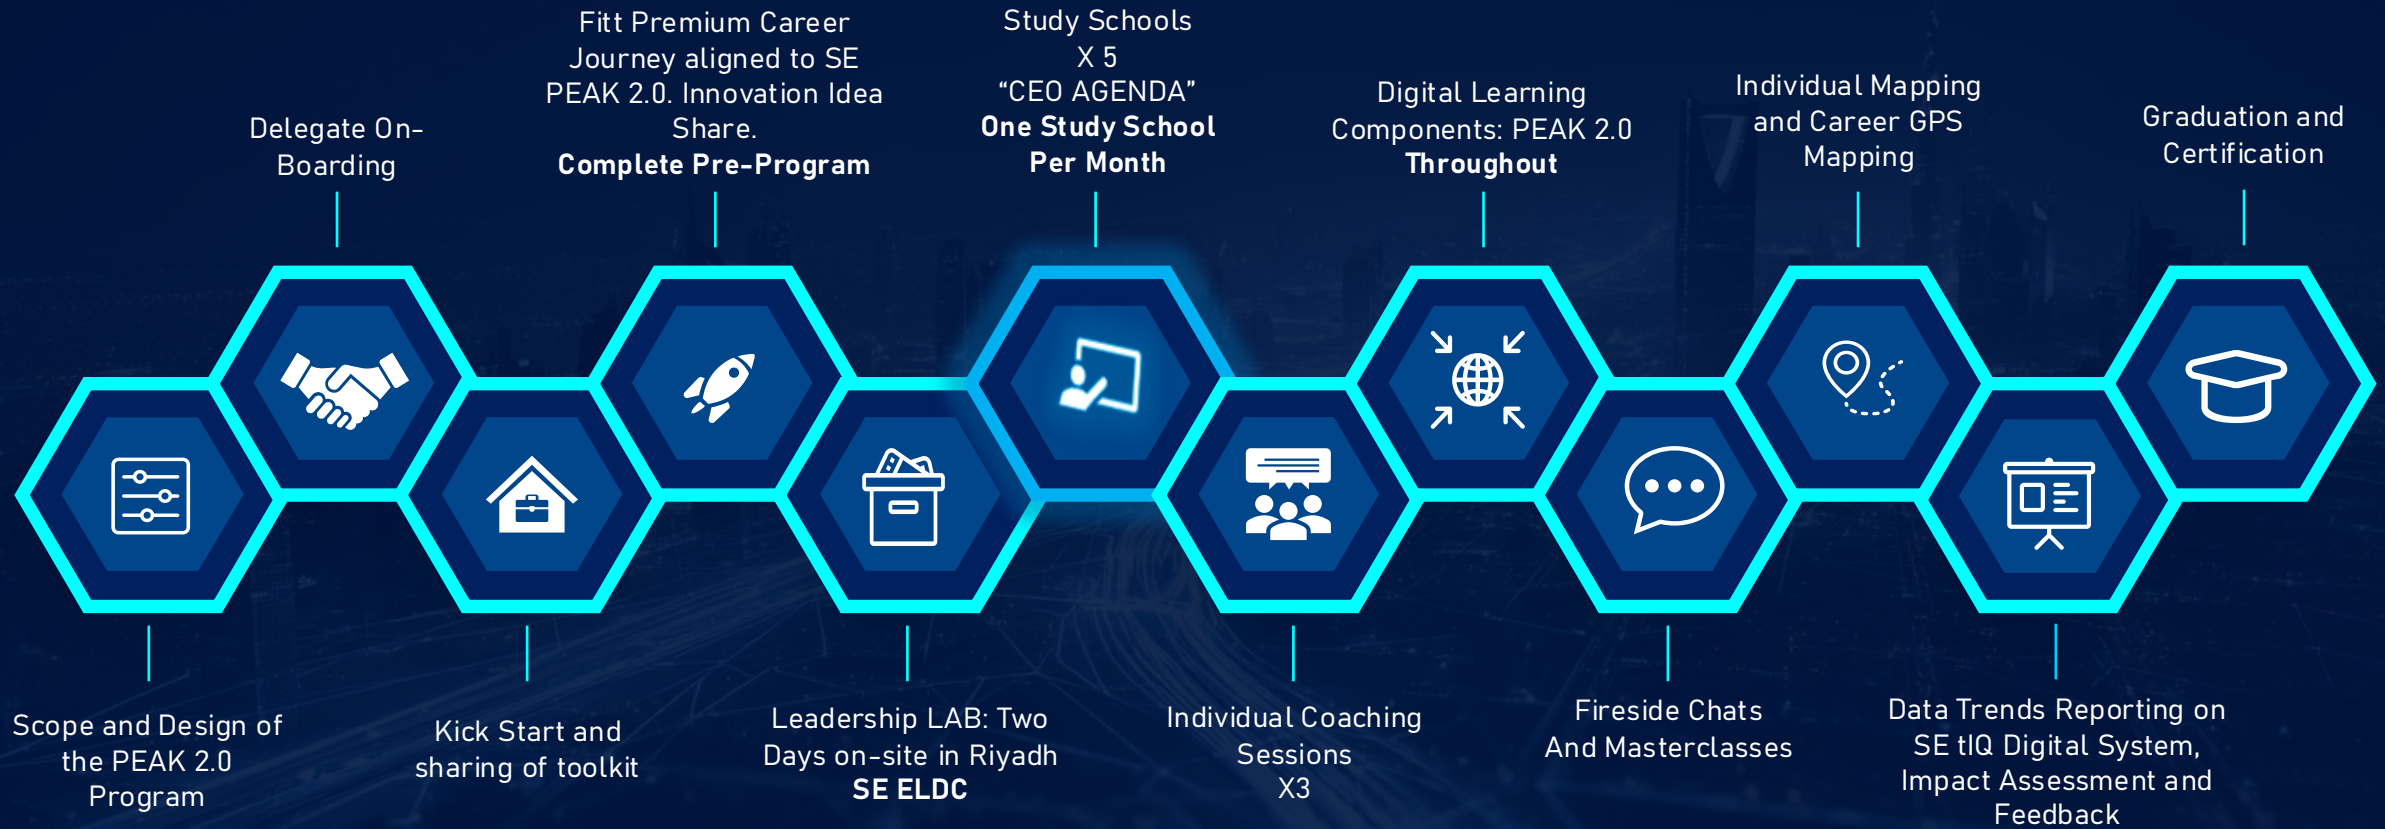 Scope and Design of
the PEAK 2.0
Program
Delegate On-
Boarding
Kick Start and
sharing of toolkit
Fitt Premium Career
Journey aligned to SE
PEAK 2.0. Innovation Idea
Share.
Complete Pre-Program
Leadership LAB: Two
Days on-site in Riyadh
SE ELDC
Study Schools
X 5
“CEO AGENDA”
One Study School
Per Month
Individual Coaching
Sessions
X3
Digital Learning
Components: PEAK 2.0
Throughout
Fireside Chats
And Masterclasses
Individual Mapping
and Career GPS
Mapping
Data Trends Reporting on
SE tIQ Digital System,
Impact Assessment and
Feedback
Graduation and
Certification